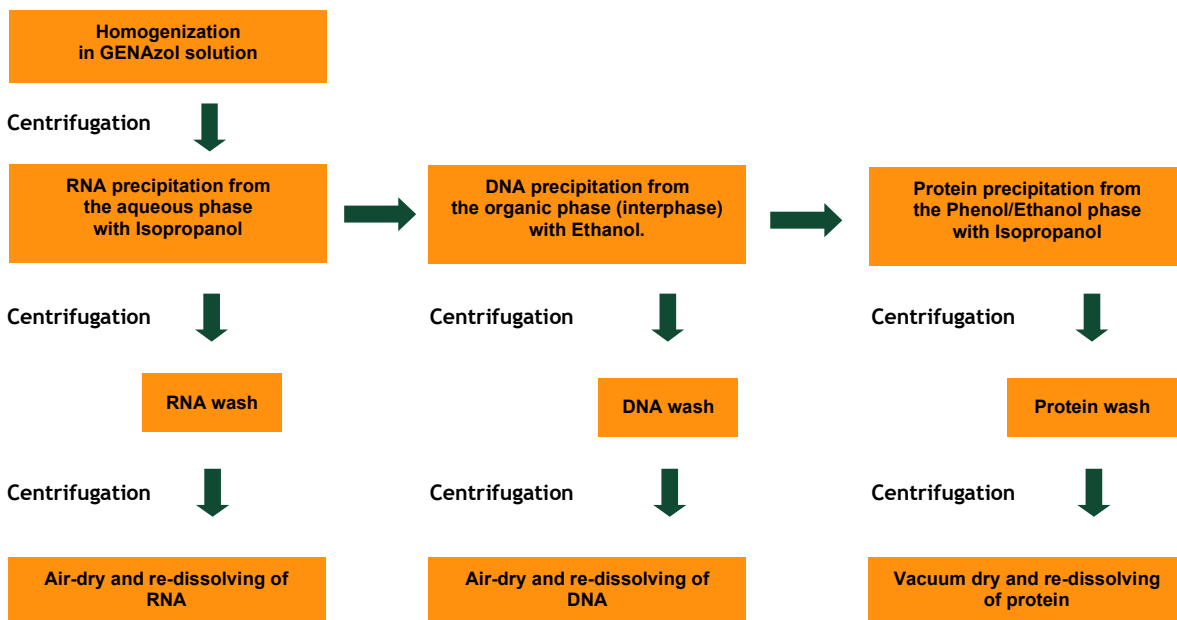 Homogenization
in GENAzol solution
Centrifugation
RNA precipitation from
the aqueous phase
with Isopropanol
DNA precipitation from
the organic phase (interphase)
with Ethanol.
Protein precipitation from
the Phenol/Ethanol phase
with Isopropanol
Centrifugation
Centrifugation
Centrifugation
RNA wash
DNA wash
Protein wash
Centrifugation
Centrifugation
Centrifugation
Air-dry and re-dissolving of
RNA
Air-dry and re-dissolving of
DNA
Vacuum dry and re-dissolving
of protein